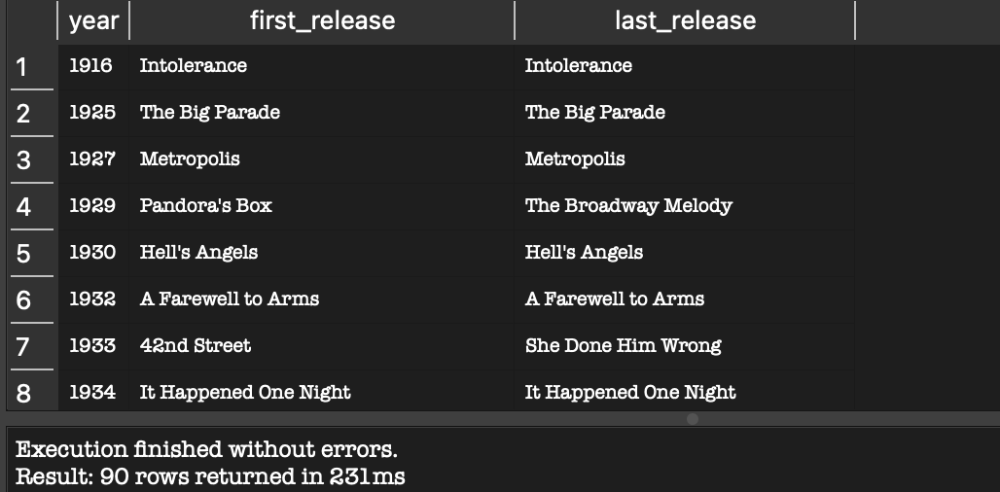 year first_release last_release
1 1916 Intolerance Intolerance
2 1925 The Big Parade The Big Parade
3 1927 Metropolis Metropolis
4 1929 Pandora's Box The Broadway Melody
5 1930 Hell's Angels Hell's Angels
6 1932 A Farewell to Arms A Farewell to Arms
7 1933 42nd Street She Done Him Wrong
8 1934 It Happened One Night It Happened One Night
Execution finished without errors.
Result: 90 rows returned in 231ms